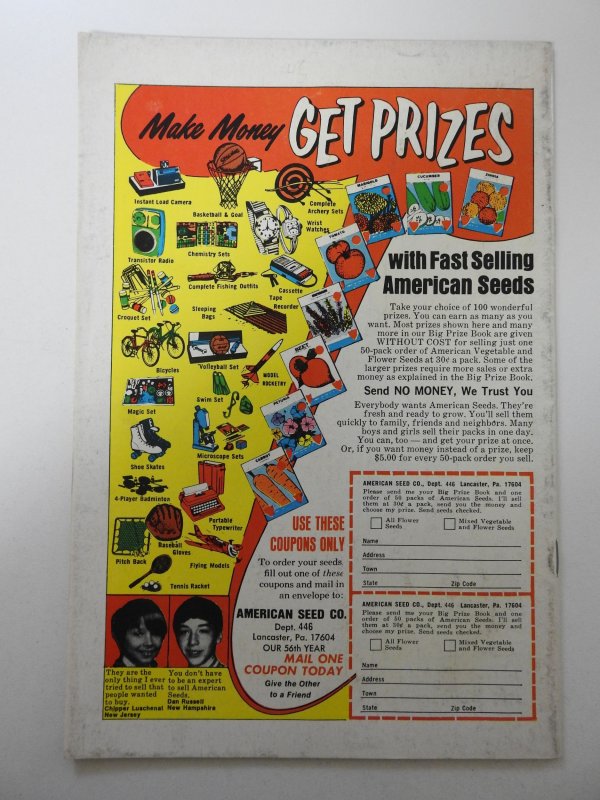 Make Money GET PRIZES
with Fast Selling
American Seeds
Instant Load Camera
Basketball & Goal
Complete
Archery Sets
Wrist
Watches
Transistor Radio
Chemistry Sets
Complete Fishing Outfits
Cassette
Tape
Recorder
Croquet Set
Sleeping
Bags
Bicycles
Volleyball Set
MODEL
ROCKETRY
Magic Set
Swim Set
Shoe Skates
Microscope Sets
4-Player Badminton
Portable
Typewriter
Baseball
Gloves
Pitch Back
Flying Models
Tennis Racket
MARIGOLD
CUCUMBER
ZINNIA
TOMATO
BEET
PETUNIA
CARROT
Take your choice of 100 wonderful
prizes. You can earn as many as you
want. Most prizes shown here and many
more in our Big Prize Book are given
WITHOUT COST for selling just one
50-pack order of American Vegetable and
Flower Seeds at 30¢ a pack. Some of the
larger prizes require more sales or extra
money as explained in the Big Prize Book.
Send NO MONEY, We Trust You
Everybody wants American Seeds. They're
fresh and ready to grow. You'll sell them
quickly to family, friends and neighbors. Many
boys and girls sell their packs in one day.
You can, too — and get your prize at once.
Or, if you want money instead of a prize, keep
$5.00 for every 50-pack order you sell.
USE THESE
COUPONS ONLY
To order your seeds
fill out one of these
coupons and mail in
an envelope to:
AMERICAN SEED CO.
Dept. 446
Lancaster, Pa. 17604
OUR 56th YEAR
MAIL ONE
COUPON TODAY
Give the Other
to a Friend
They are the
only thing I ever
tried to sell that
people wanted
to buy.
Chipper Luschenat
New Jersey
You don't have
to be an expert
to sell American
Seeds.
Dan Russell
New Hampshire
AMERICAN SEED CO., Dept. 446 Lancaster, Pa. 17604
Please send me your Big Prize Book and one
order of 50 packs of American Seeds. I'll sell
them at 30¢ a pack, send you the money and
choose my prize. Send seeds checked.
All Flower
Seeds
Mixed Vegetable
and Flower Seeds
Name
Address
Town
State Zip Code
AMERICAN SEED CO., Dept. 446 Lancaster, Pa. 17604
Please send me your Big Prize Book and one
order of 50 packs of American Seeds. I'll sell
them at 30¢ a pack, send you the money and
choose my prize. Send seeds checked.
All Flower
Seeds
Mixed Vegetable
and Flower Seeds
Name
Address
Town
State Zip Code